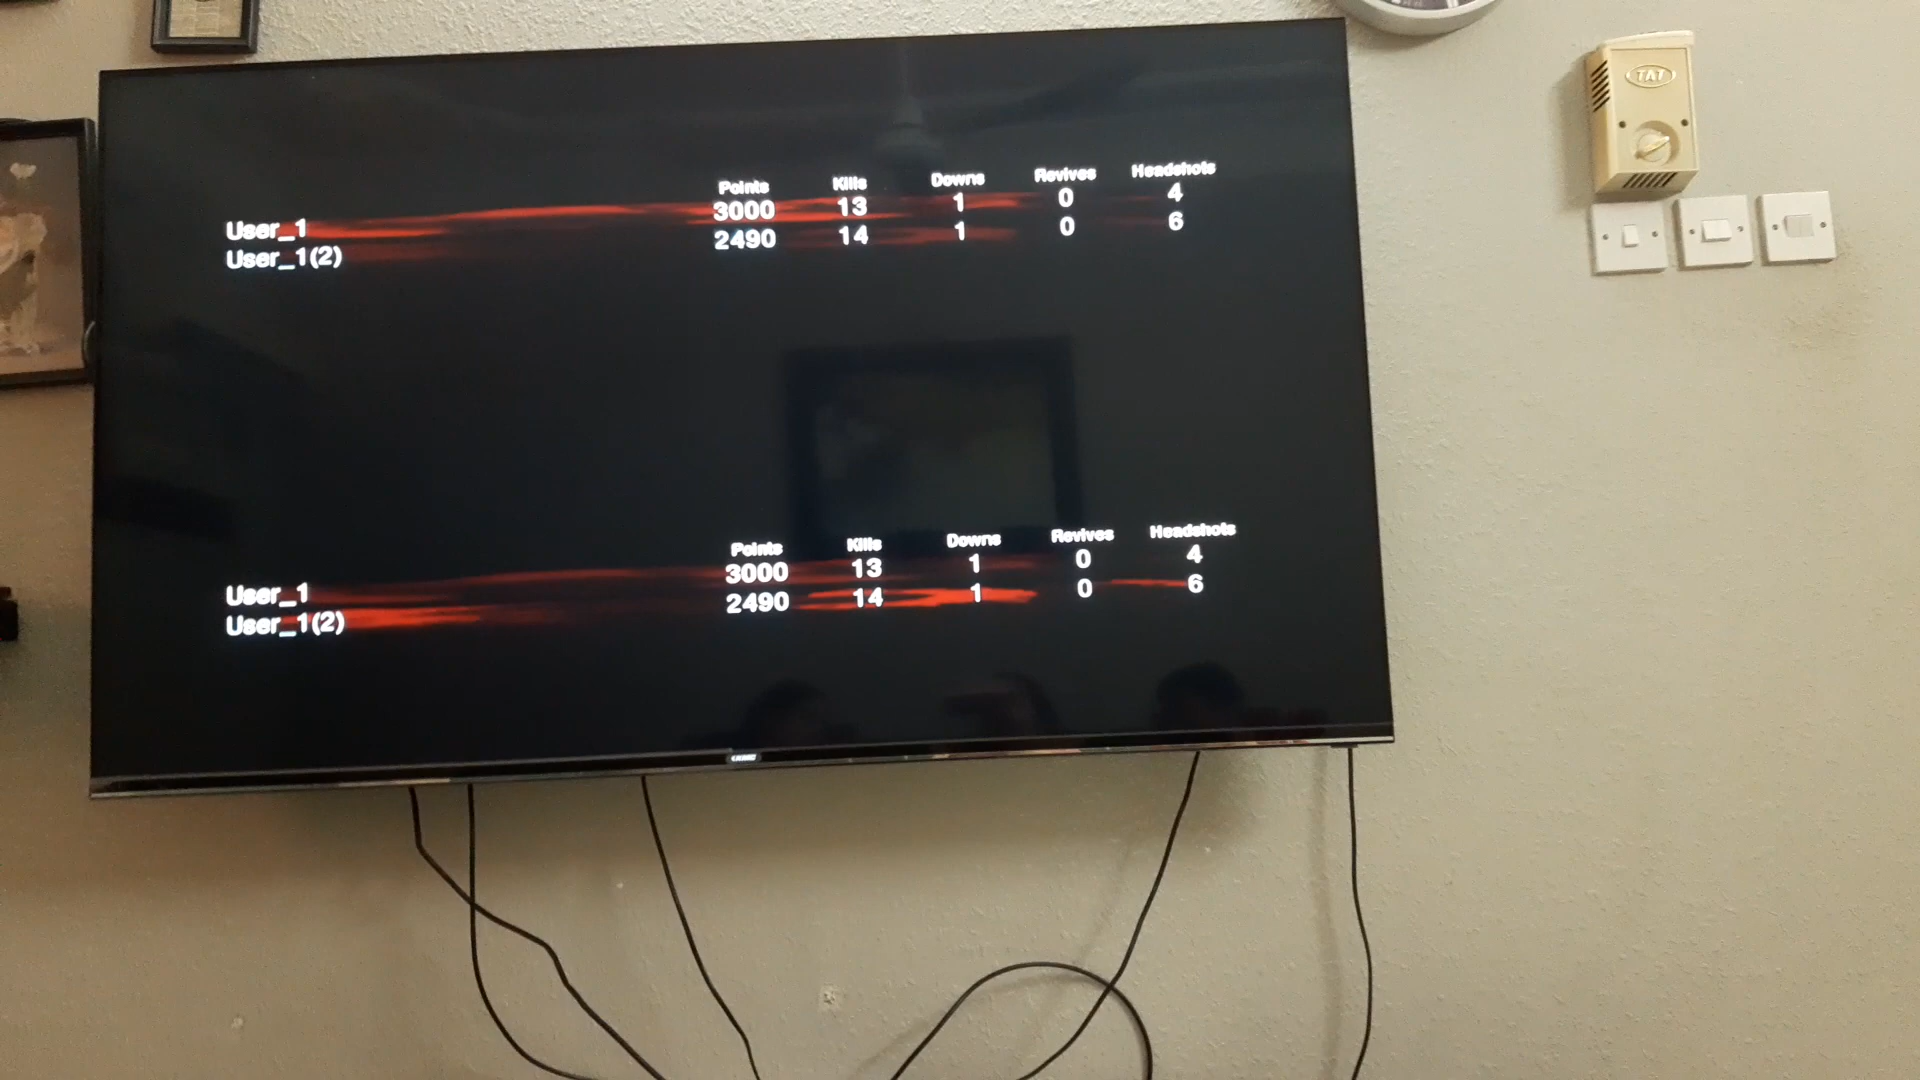 Points Kills Downs Revives Headshots
User_1 3000 13 1 0 4
User_1(2) 2490 14 1 0 6
Points Kills Downs Revives Headshots
User_1 3000 13 1 0 4
User_1(2) 2490 14 1 0 6
TAT